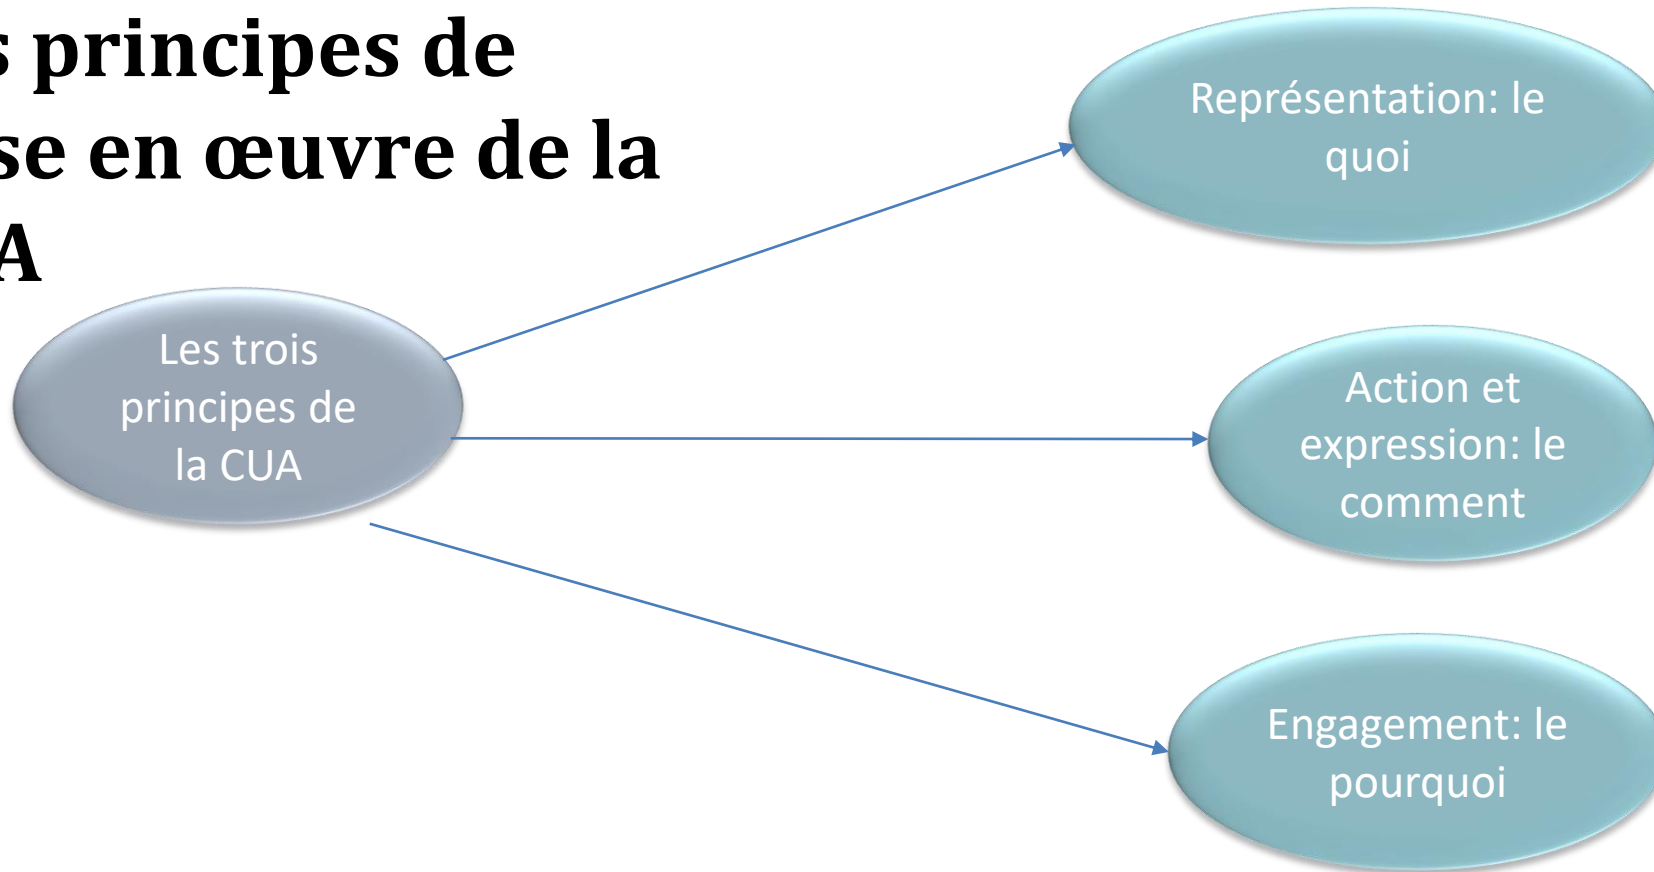 s principes de
se en œuvre de la
A
Représentation: le
quoi
Les trois
principes de
la CUA
Action et
expression: le
comment
Engagement: le
pourquoi